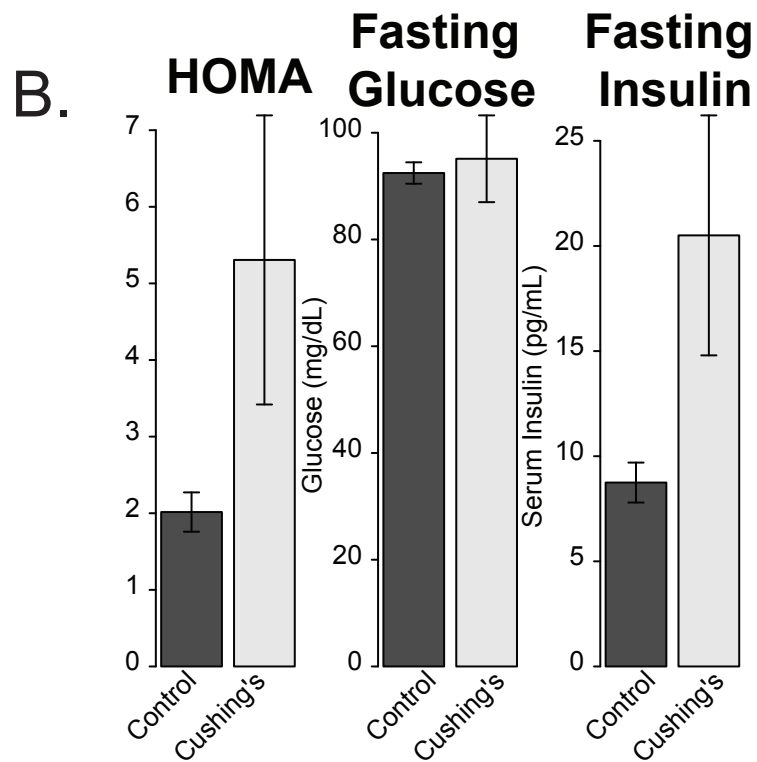 B.
HOMA
7
6
5
4
3
2
1
0
Control
Cushing's
Fasting
Glucose
Glucose (mg/dL)
100
80
60
40
20
0
Control
Cushing's
Fasting
Insulin
Serum Insulin (pg/mL)
25
20
15
10
5
0
Control
Cushing's